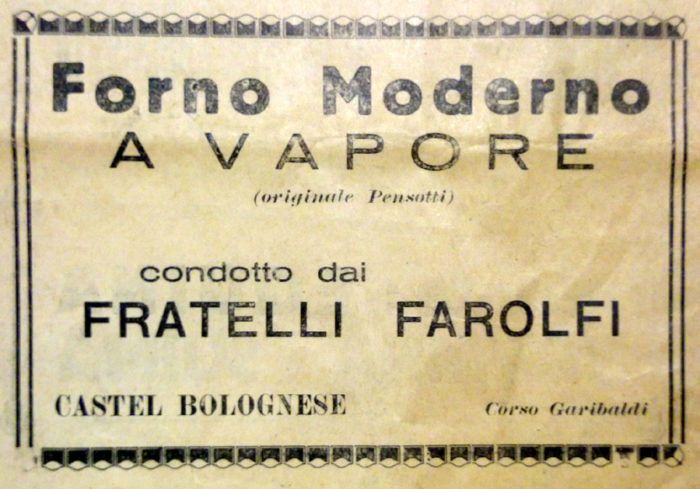 Forno Moderno
A VAPORE
(originale Pensotti)
condotto dai
FRATELLI FAROLFI
CASTEL BOLOGNESE Corso Garibaldi